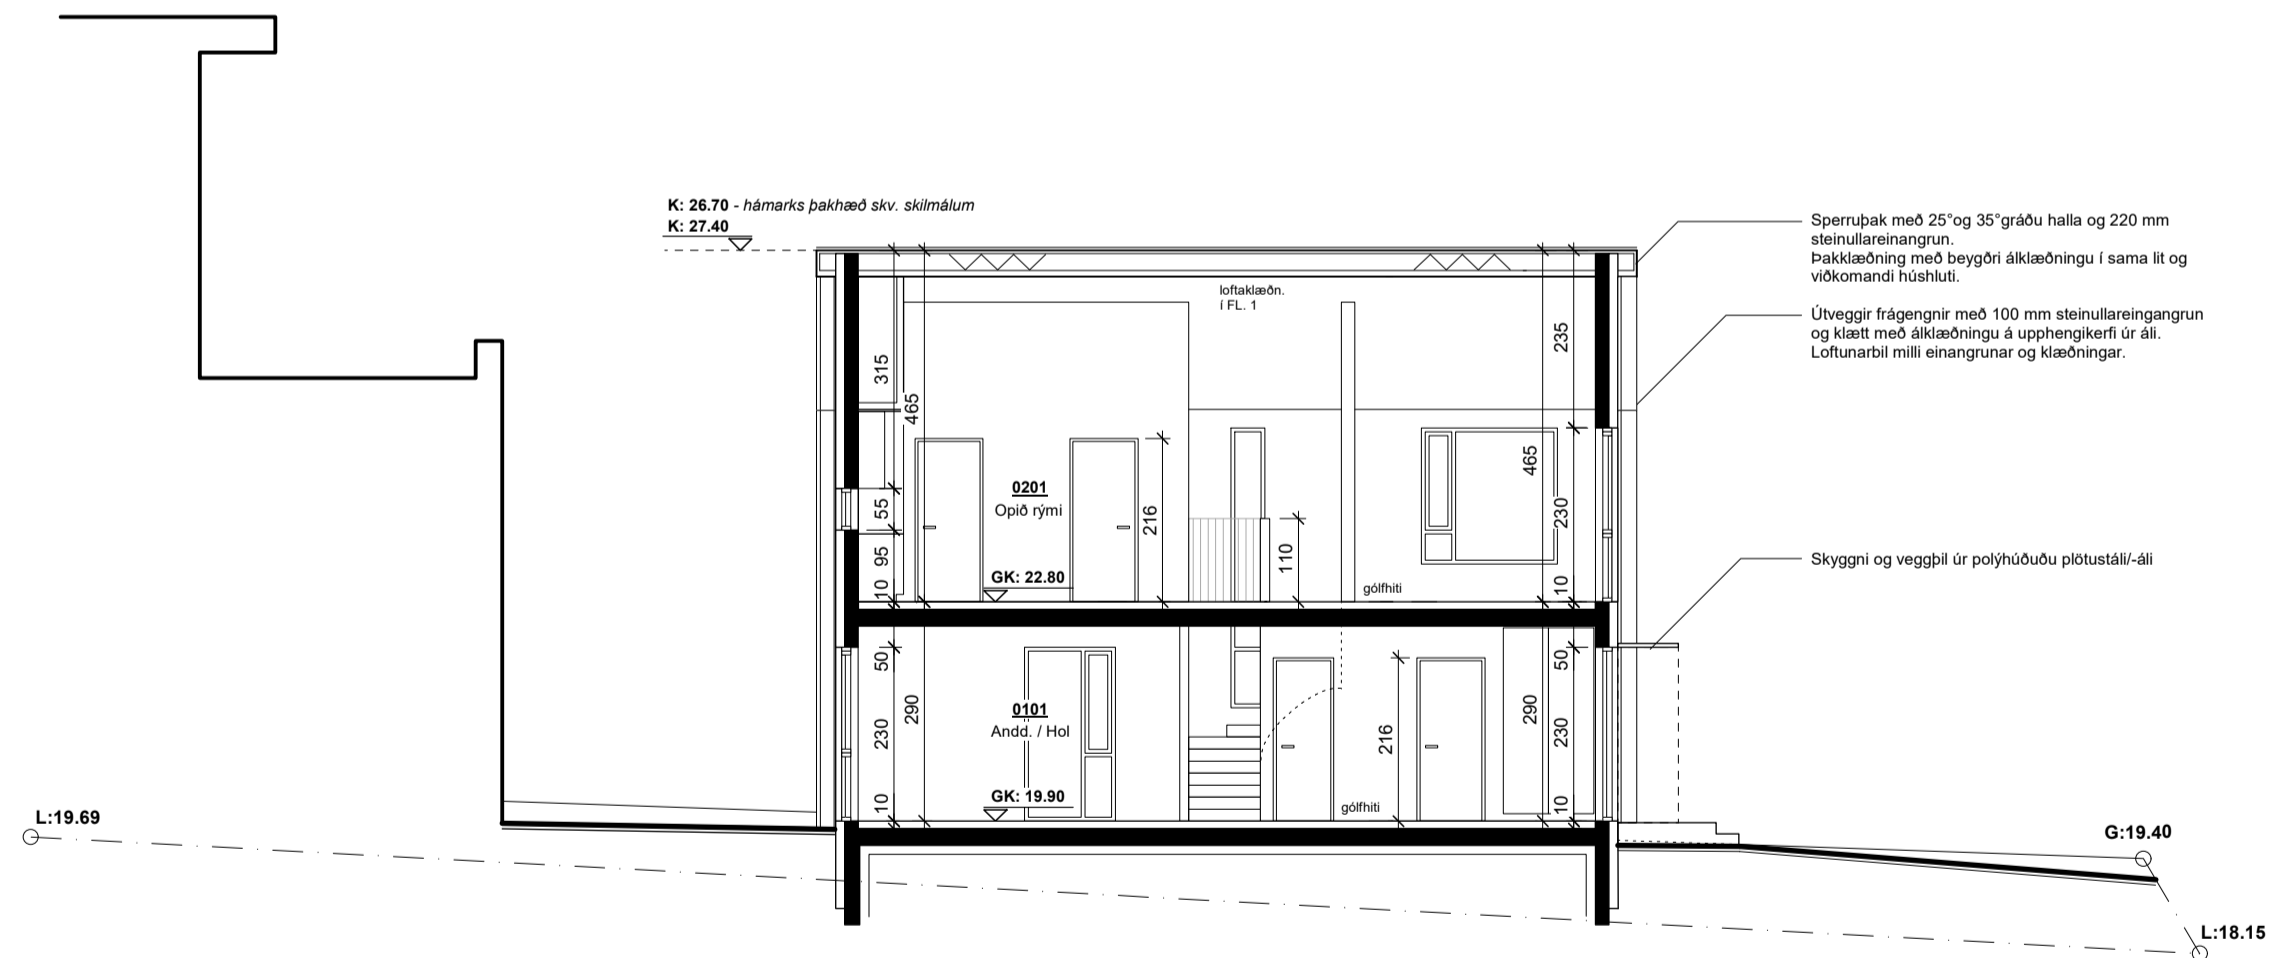 K: 26.70 - hámarks þakhæð skv. skilmálum
K: 27.40
Sperruþak með 25°og 35°gráðu halla og 220 mm
steinullareinangrun.
Þakklæðning með beygðri álklæðningu í sama lit og
viðkomandi húshluti.
loftaklæðn.
í FL. 1
Útveggir frágengnir með 100 mm steinullareingangrun
og klætt með álklæðningu á upphengikerfi úr áli.
Loftunarbil milli einangrunar og klæðningar.
315
465
235
465
0201
Opið rými
55
216
230
95
110
10
GK: 22.80
gólfhiti
10
Skyggni og veggþil úr polýhúðuðu plötustáli/-áli
50
50
290
0101
Andd. / Hol
290
230
216
230
10
GK: 19.90
gólfhiti
10
L:19.69
G:19.40
L:18.15